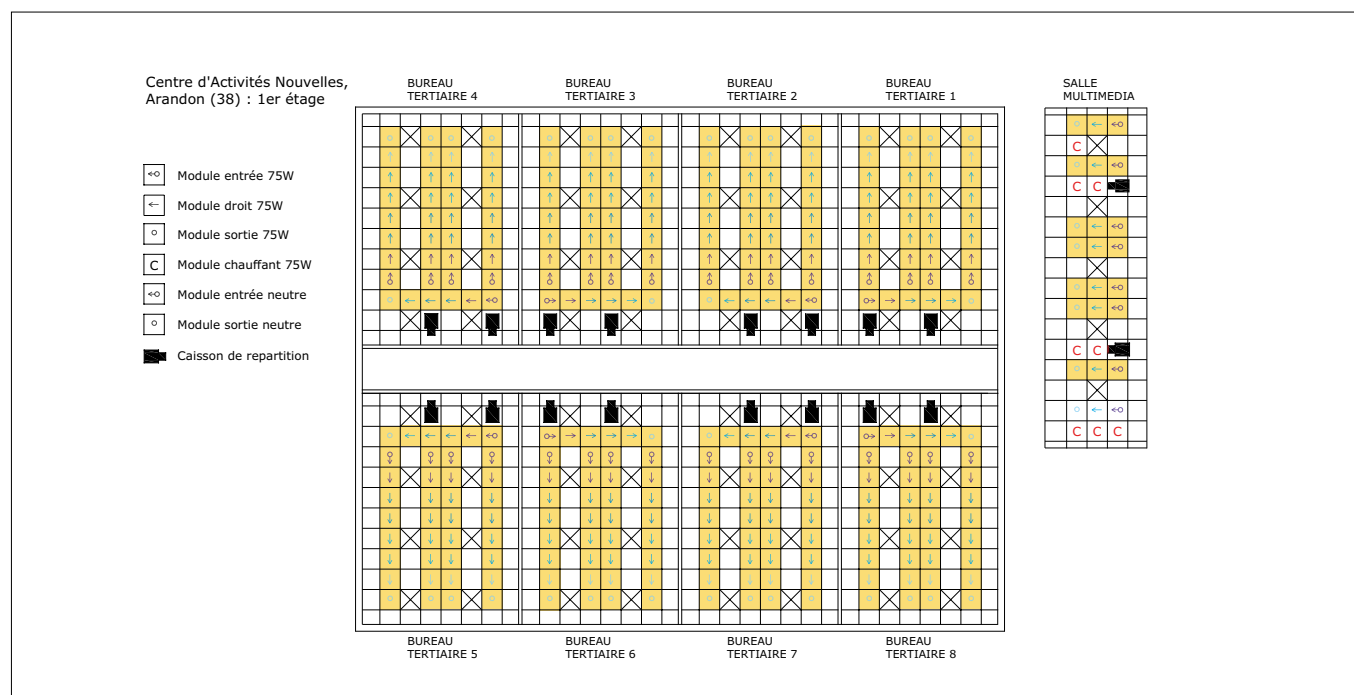 Centre d'Activités Nouvelles,
Arandon (38) : 1er étage
Module entrée 75W
Module droit 75W
Module sortie 75W
C Module chauffant 75W
Module entrée neutre
Module sortie neutre
Caisson de repartition
BUREAU
TERTIAIRE 4
BUREAU
TERTIAIRE 3
BUREAU
TERTIAIRE 2
BUREAU
TERTIAIRE 1
SALLE
MULTIMEDIA
C
C C
C C
C C C
BUREAU
TERTIAIRE 5
BUREAU
TERTIAIRE 6
BUREAU
TERTIAIRE 7
BUREAU
TERTIAIRE 8